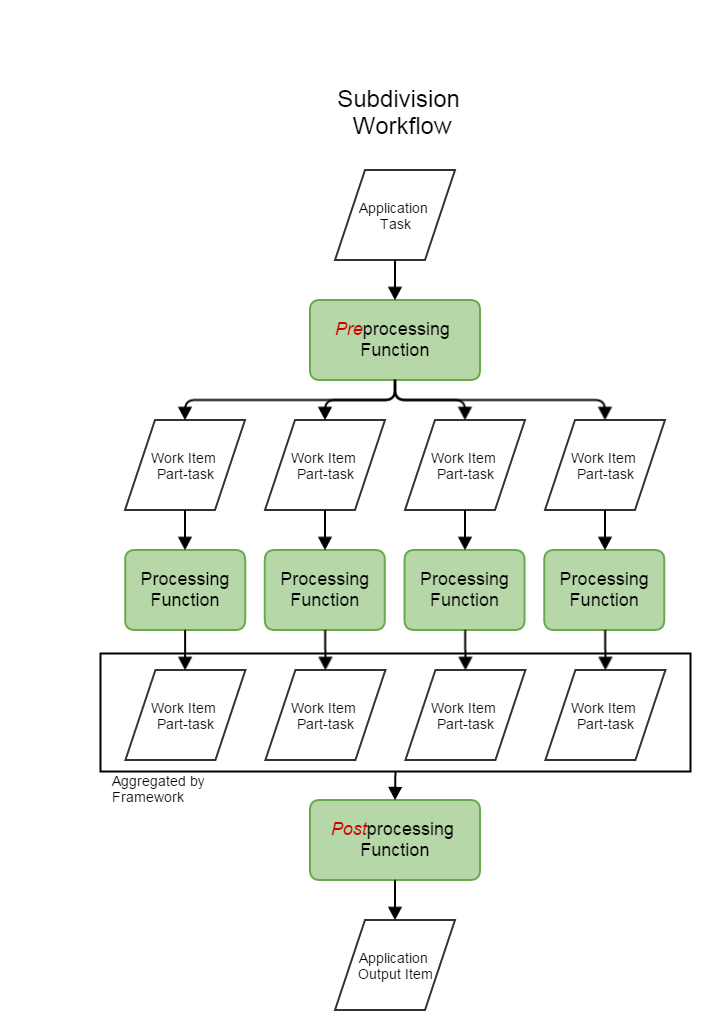 Subdivision
Workflow
Application
Task
Preprocessing
Function
Work Item
Part-task
Work Item
Part-task
Work Item
Part-task
Work Item
Part-task
Processing
Function
Processing
Function
Processing
Function
Processing
Function
Work Item
Part-task
Work Item
Part-task
Work Item
Part-task
Work Item
Part-task
Aggregated by
Framework
Postprocessing
Function
Application
Output Item